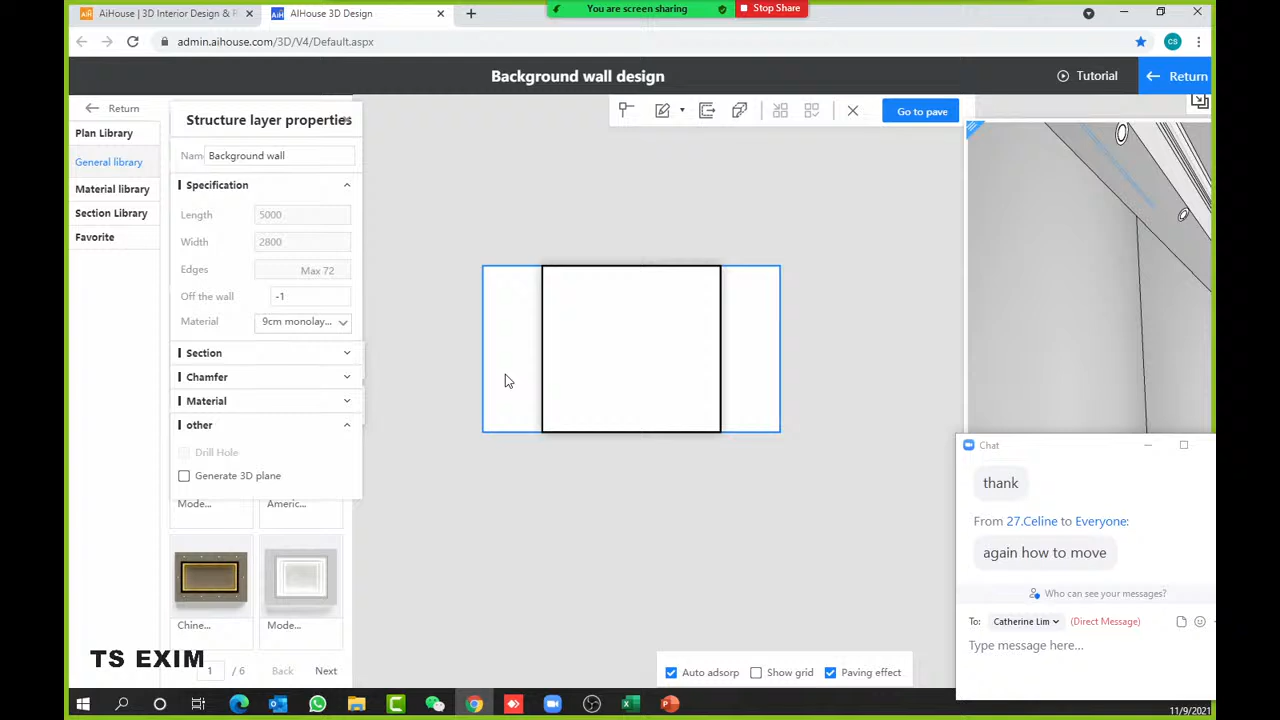 AiHouse | 3D Interior Design & F
AIHouse 3D Design
You are screen sharing
Stop Share
admin.aihouse.com/3D/V4/Default.aspx
CS
Background wall design
Tutorial
Return
Return
Plan Library
General library
Material library
Section Library
Favorite
Structure layer properties
Name
Background wall
Specification
Length
5000
Width
2800
Edges
Max 72
Off the wall
-1
Material
9cm monolay...
Section
Chamfer
Material
other
Drill Hole
Generate 3D plane
Mode...
Americ...
Chine...
Mode...
1 / 6 Back Next
TS EXIM
Go to pave
Auto adsorp
Show grid
Paving effect
Chat
thank
From 27.Celine to Everyone:
again how to move
Who can see your messages?
To: Catherine Lim (Direct Message)
Type message here...
11/9/2021